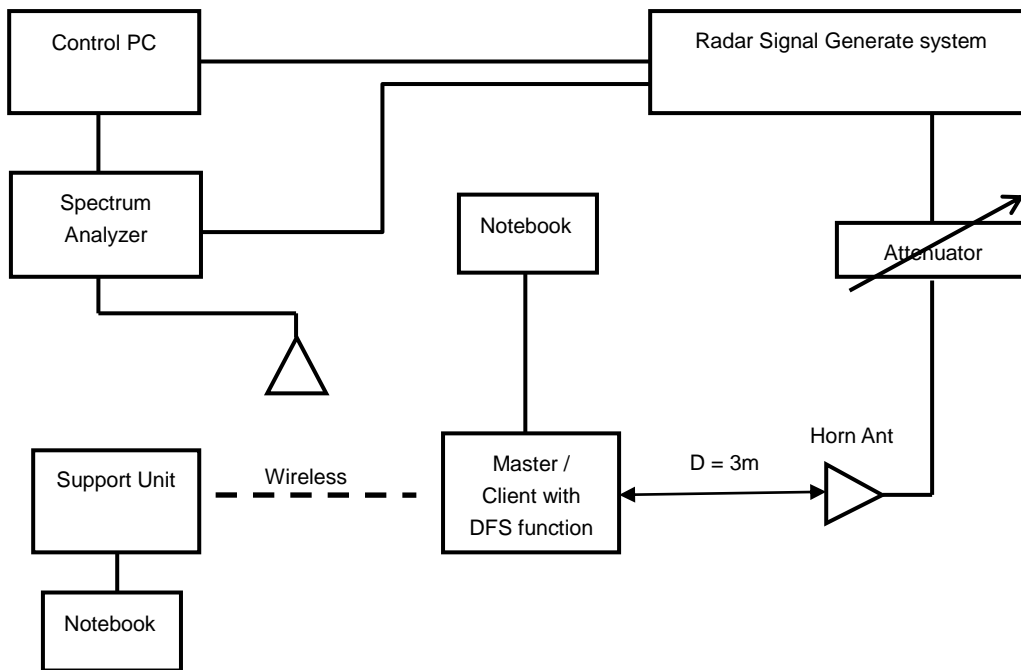 Control PC
Radar Signal Generate system
Spectrum
Analyzer
Notebook
Attenuator
Horn Ant
D = 3m
Master /
Client with
DFS function
Wireless
Support Unit
Notebook